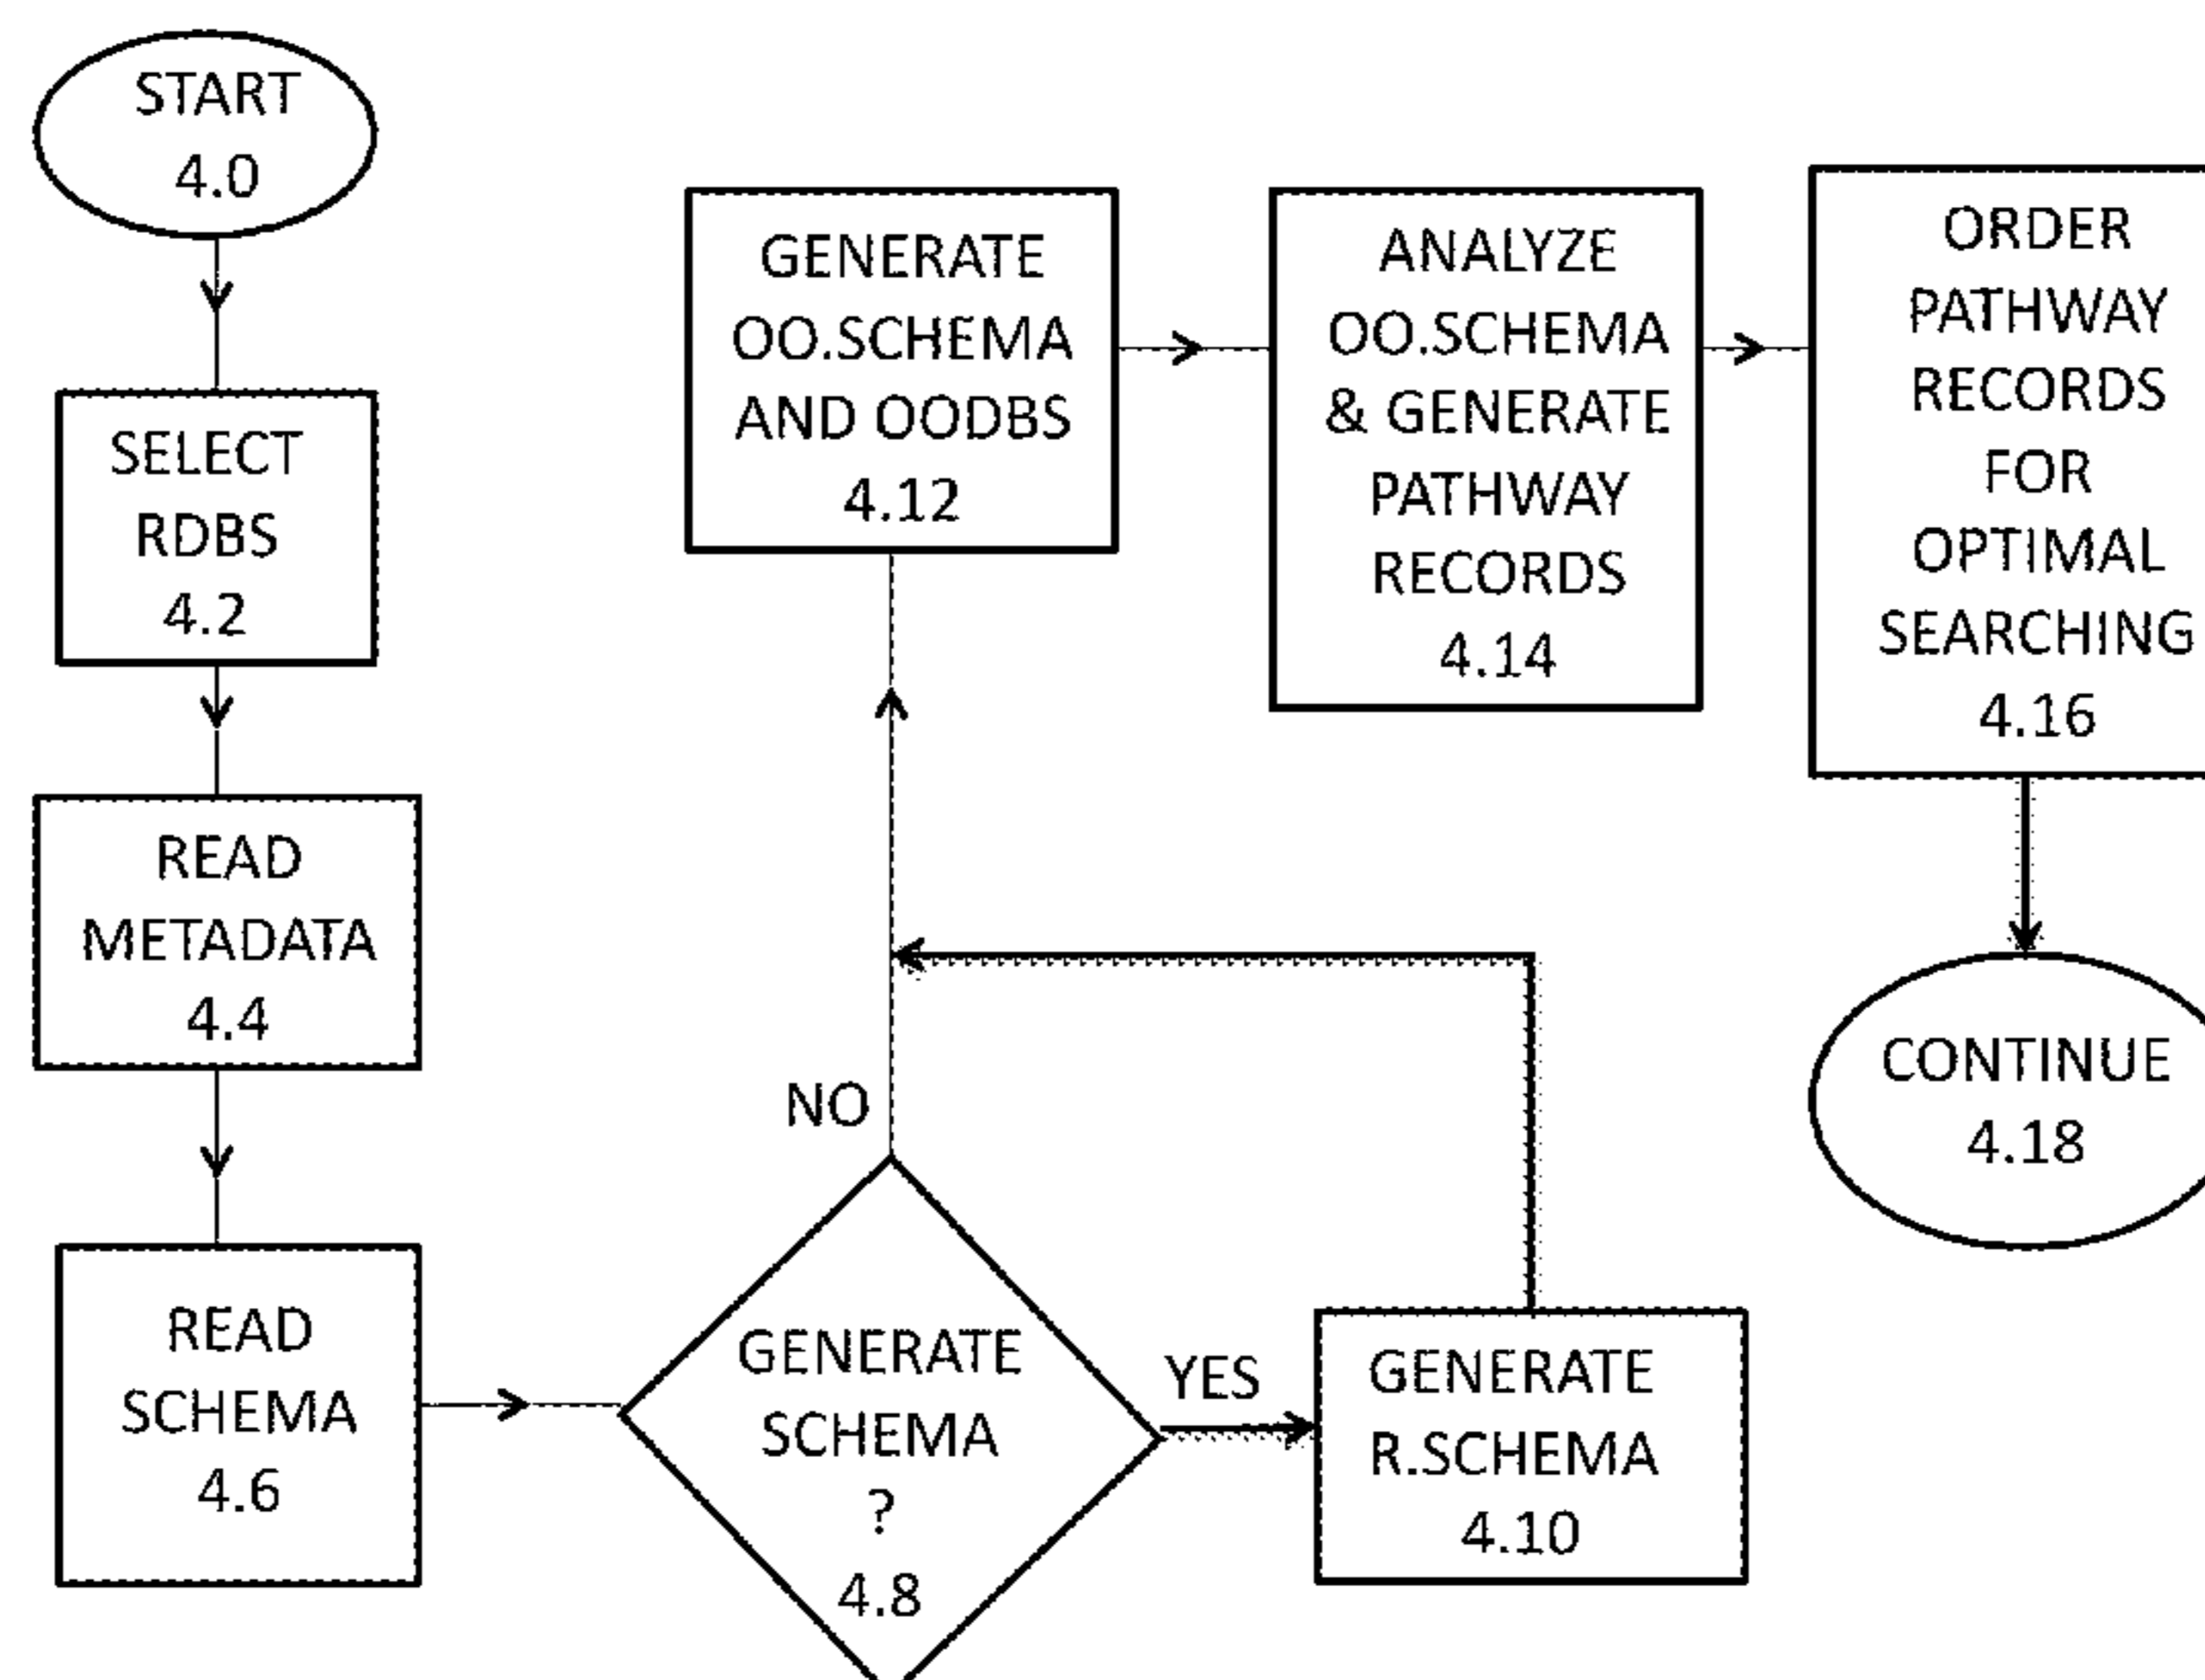 START
4.0
SELECT
RDBS
4.2
READ
METADATA
4.4
READ
SCHEMA
4.6
GENERATE
SCHEMA
?
4.8
NO
YES
GENERATE
R.SCHEMA
4.10
GENERATE
OO.SCHEMA
AND OODBS
4.12
ANALYZE
OO.SCHEMA
& GENERATE
PATHWAY
RECORDS
4.14
ORDER
PATHWAY
RECORDS
FOR
OPTIMAL
SEARCHING
4.16
CONTINUE
4.18